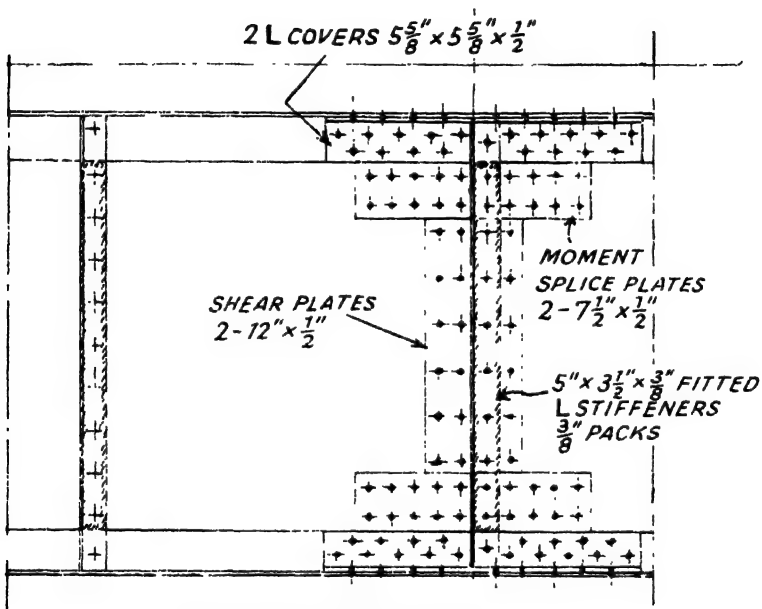 2 L COVERS 5 5/8" x 5 5/8" x 1/2"
MOMENT
SPLICE PLATES
2-7 1/2" x 1/2"
SHEAR PLATES
2-12" x 1/2"
5" x 3 1/2" x 3/8" FITTED
L STIFFENERS
3/8" PACKS